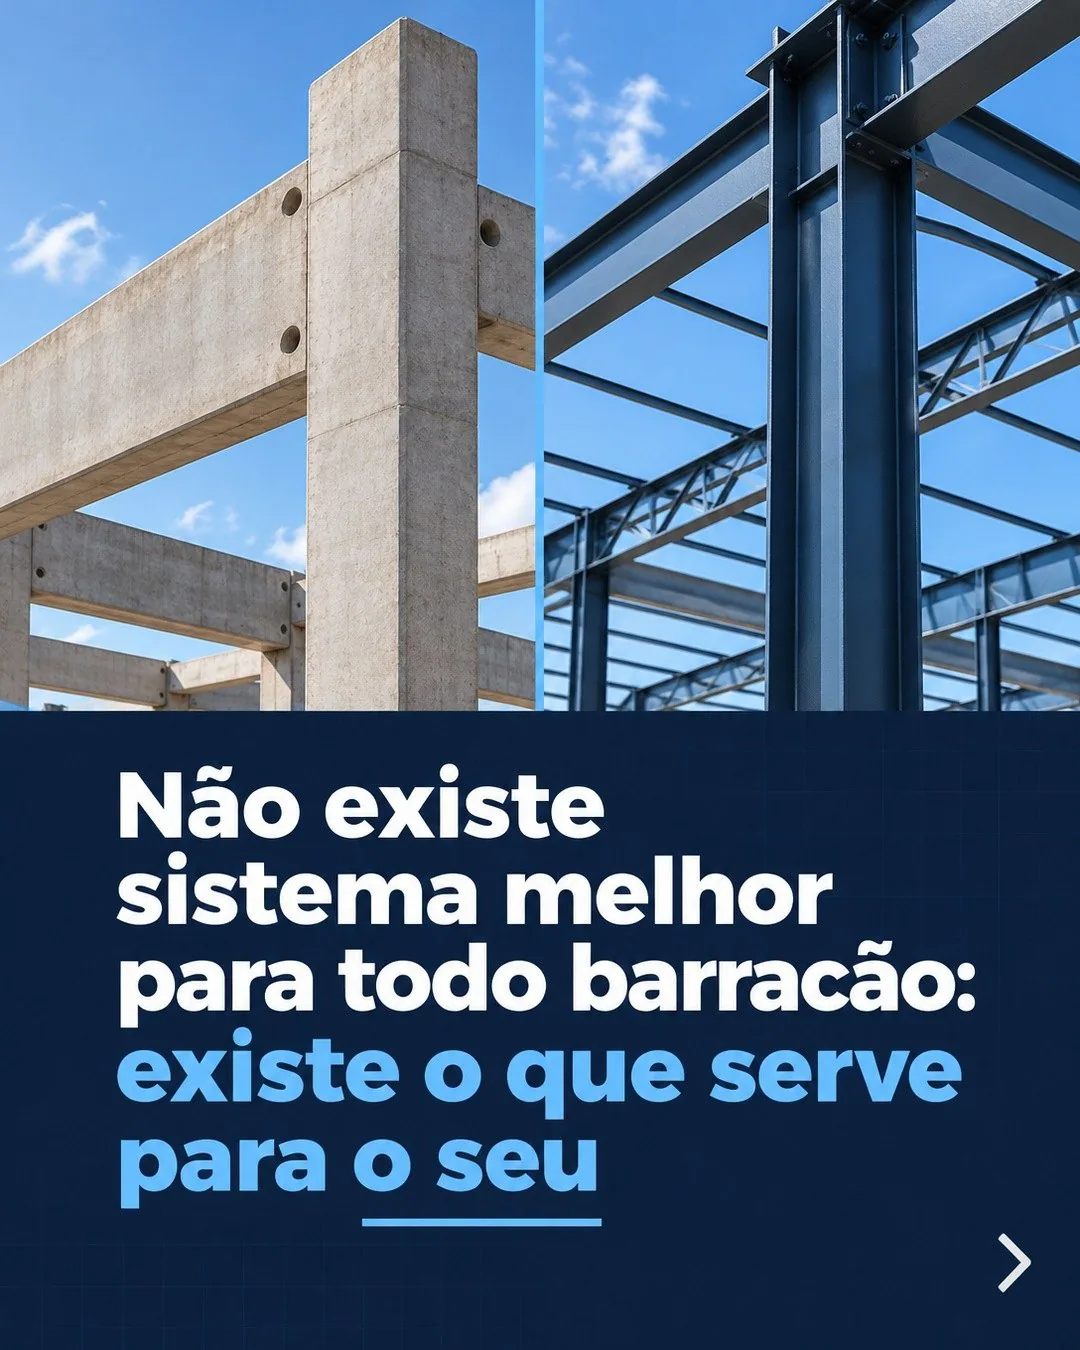 Não existe
sistema melhor
para todo barracão:
existe o que serve
para o seu